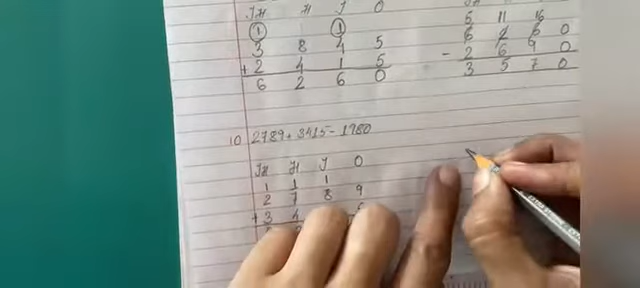 TH H T O
1 1
3 8 4 5
+ 2 4 1 5
6 2 6 0
5 11 16
6 2 6 0
- 2 6 9 0
3 5 7 0
10 2789 + 3415 - 1980
TH H T O
1 1 1
2 7 8 9
+ 3 4